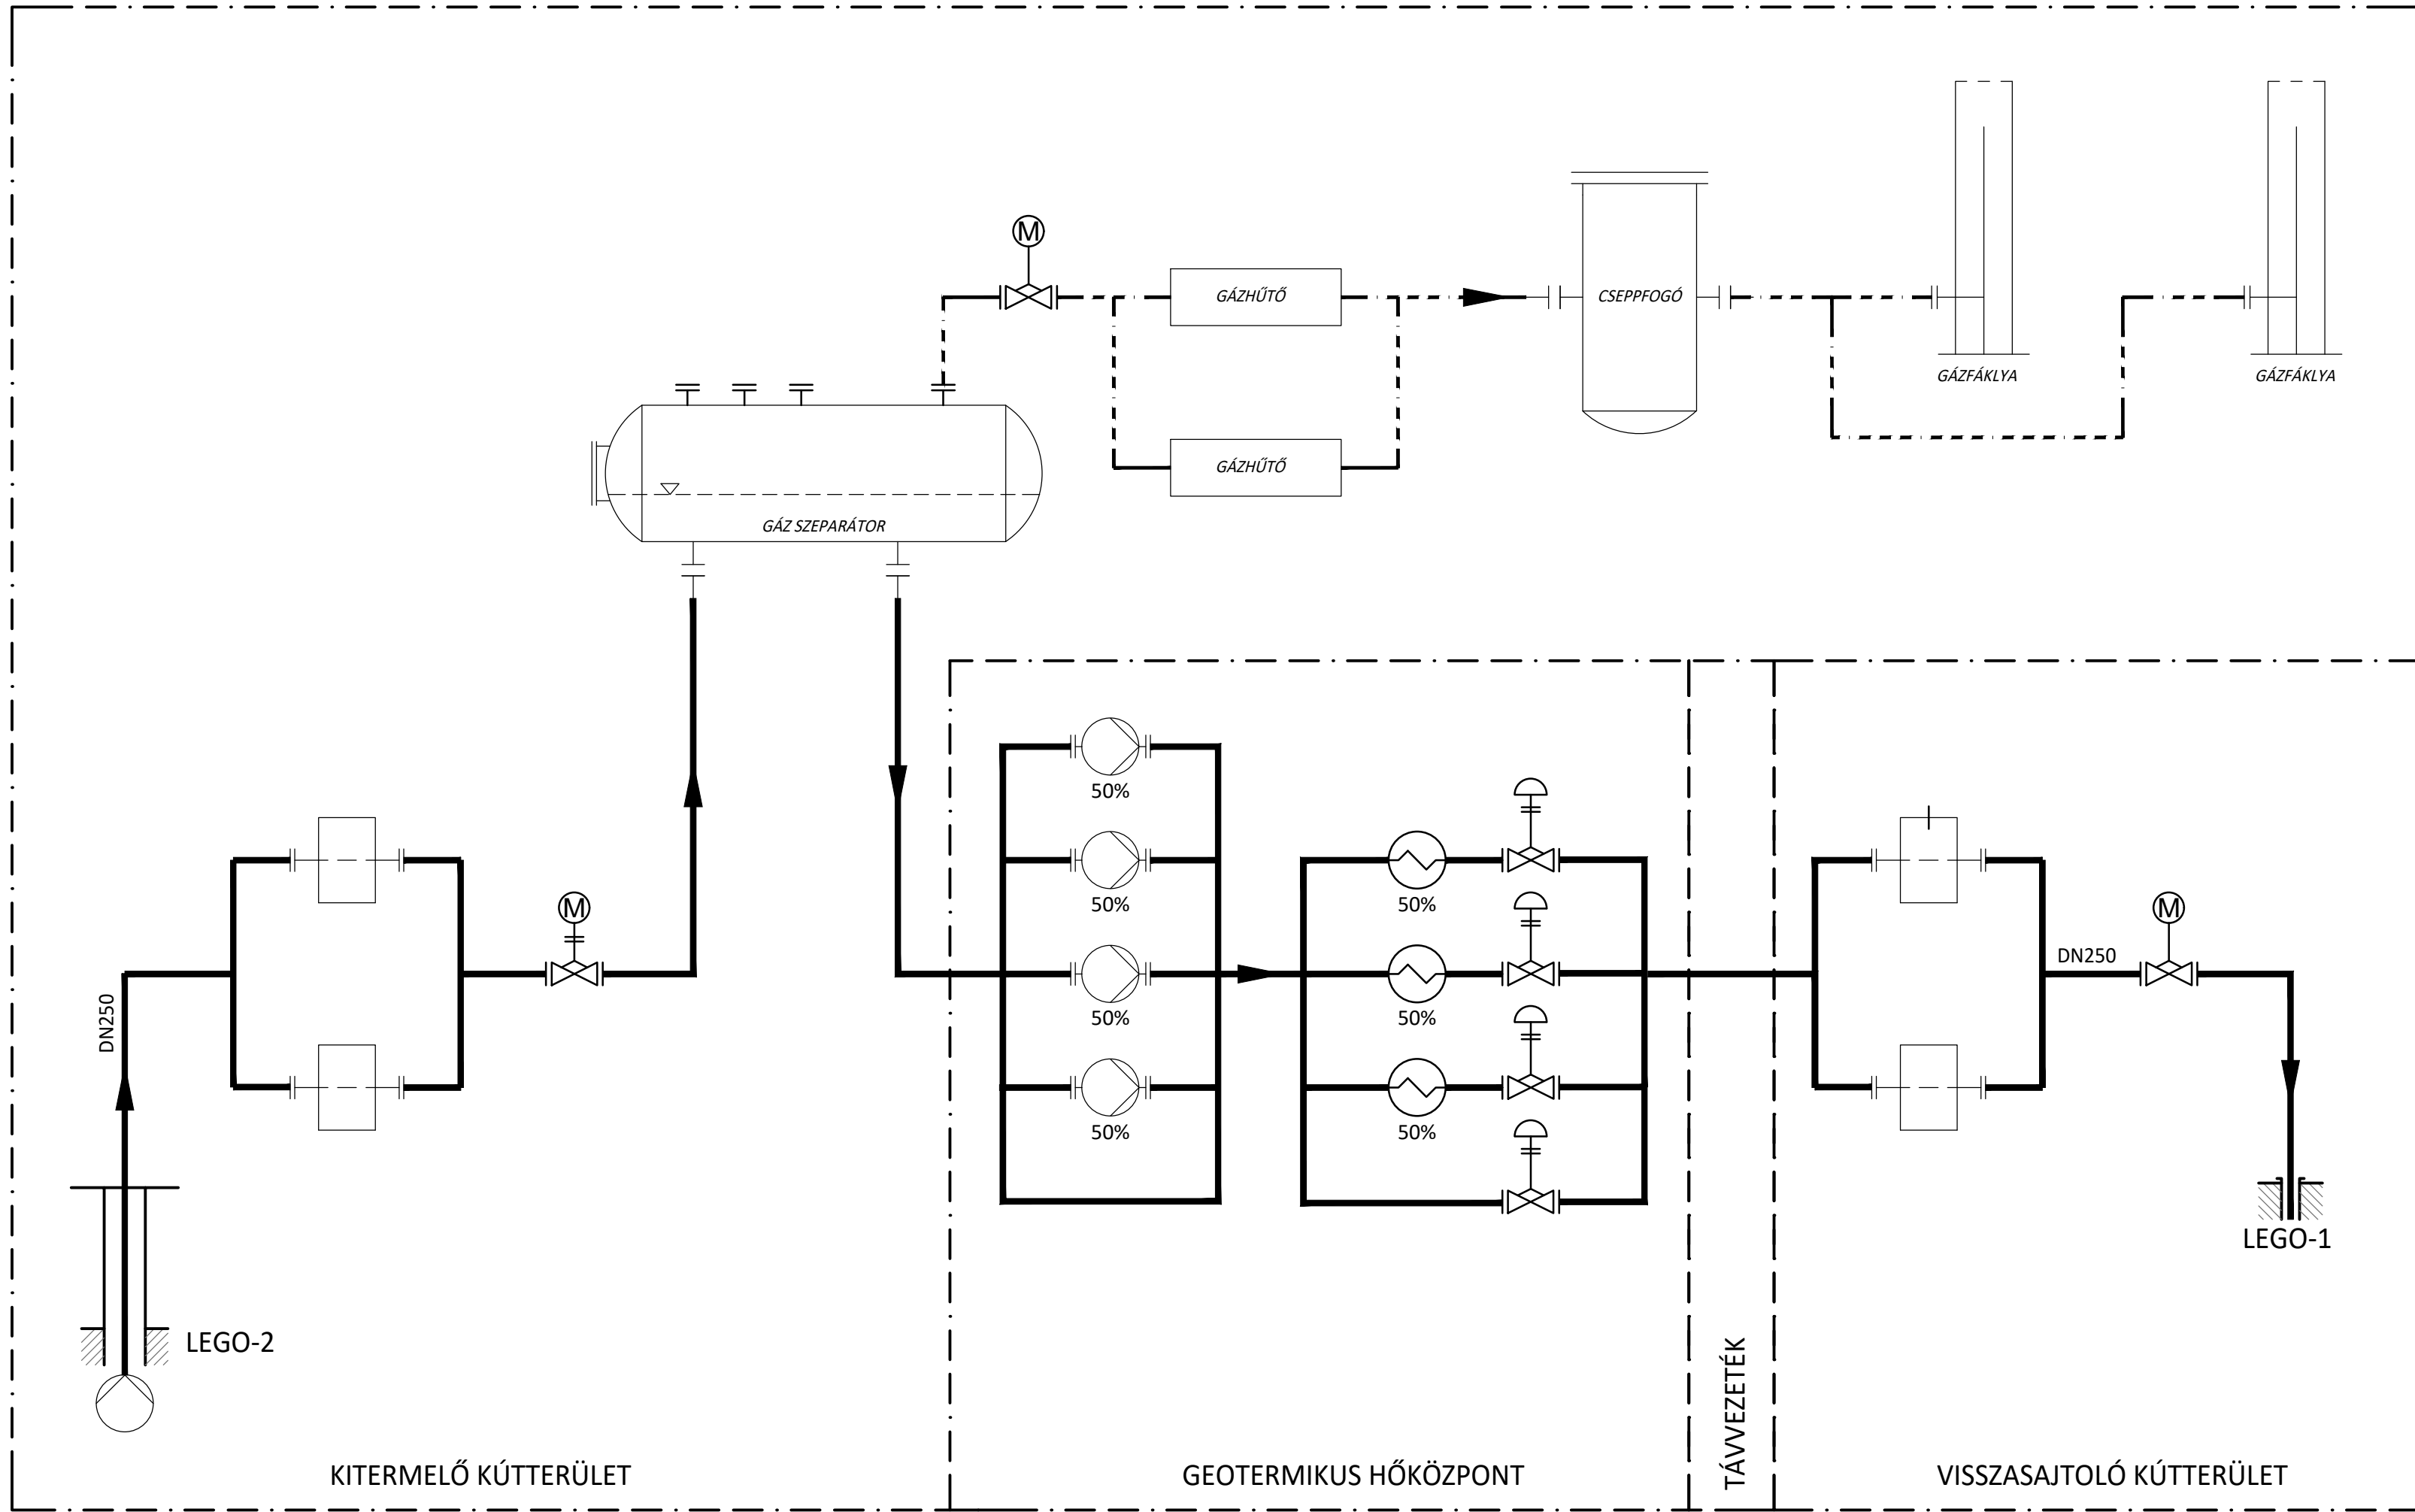 M
GÁZHŰTŐ
CSEPPFOGÓ
GÁZFÁKLYA
GÁZFÁKLYA
GÁZHŰTŐ
GÁZ SZEPARÁTOR
50%
50%
50%
50%
50%
50%
50%
M
M
DN250
DN250
LEGO-1
LEGO-2
TÁVVEZETÉK
KITERMELŐ KÚTTERÜLET
GEOTERMIKUS HŐKÖZPONT
VISSZASAJTOLÓ KÚTTERÜLET